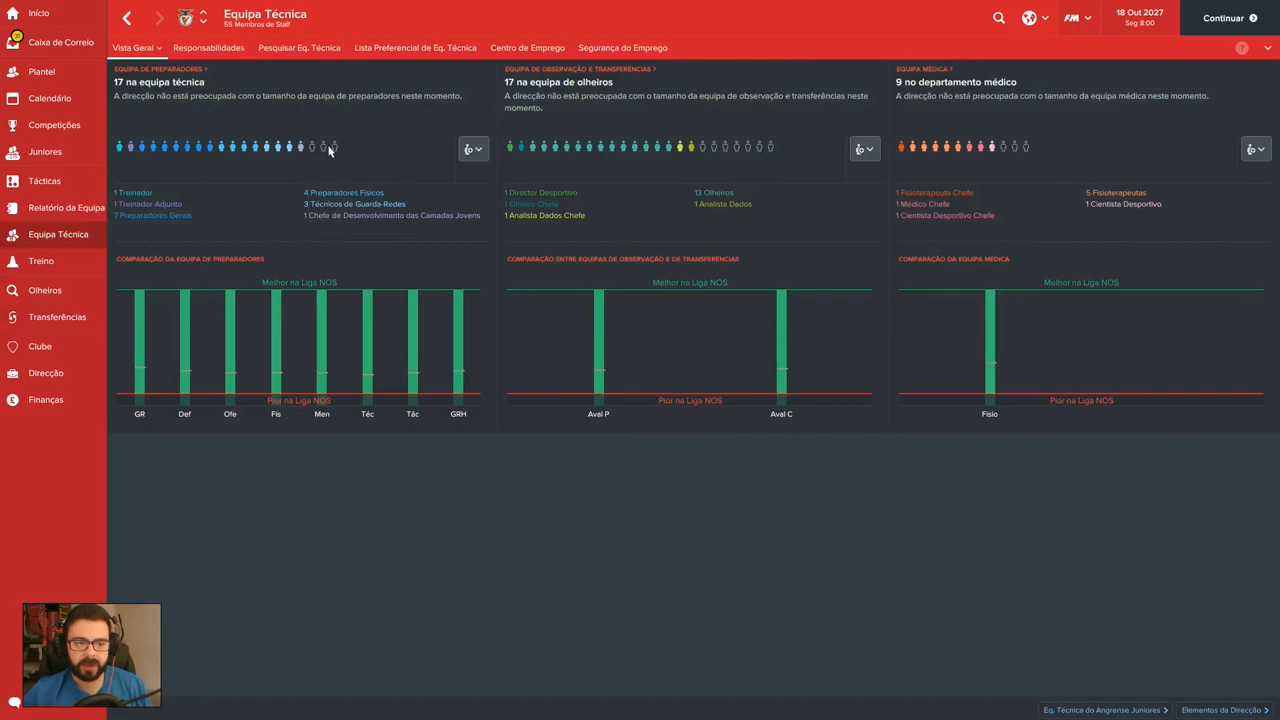 Início
31
Caixa de Correio
Plantel
Calendário
Competições
Juniores
Tácticas
Relatório da Equipa
Equipa Técnica
Treino
Olheiros
Transferências
Clube
Direcção
Finanças
Equipa Técnica
55 Membros de Staff
FM
18 Out 2027
Seg 8:00
Continuar
Vista Geral
Responsabilidades
Pesquisar Eq. Técnica
Lista Preferencial de Eq. Técnica
Centro de Emprego
Segurança do Emprego
?
EQUIPA DE PREPARADORES >
17 na equipa técnica
A direcção não está preocupada com o tamanho da equipa de preparadores neste momento.
1 Treinador
1 Treinador Adjunto
7 Preparadores Gerais
4 Preparadores Físicos
3 Técnicos de Guarda-Redes
1 Chefe de Desenvolvimento das Camadas Jovens
COMPARAÇÃO DA EQUIPA DE PREPARADORES
Melhor na Liga NOS
Pior na Liga NOS
GR Def Ofe Fís Men Téc Tác GRH
EQUIPA DE OBSERVAÇÃO E TRANSFERÊNCIAS >
17 na equipa de olheiros
A direcção não está preocupada com o tamanho da equipa de observação e transferências neste
momento.
1 Director Desportivo
1 Olheiro Chefe
1 Analista Dados Chefe
13 Olheiros
1 Analista Dados
COMPARAÇÃO ENTRE EQUIPAS DE OBSERVAÇÃO E DE TRANSFERÊNCIAS
Melhor na Liga NOS
Pior na Liga NOS
Aval P Aval C
EQUIPA MÉDICA >
9 no departamento médico
A direcção não está preocupada com o tamanho da equipa médica neste momento.
1 Fisioterapeuta Chefe
1 Médico Chefe
1 Cientista Desportivo Chefe
5 Fisioterapeutas
1 Cientista Desportivo
COMPARAÇÃO DA EQUIPA MÉDICA
Melhor na Liga NOS
Pior na Liga NOS
Fisio
Eq. Técnica do Angrense Juniores >
Elementos da Direcção >